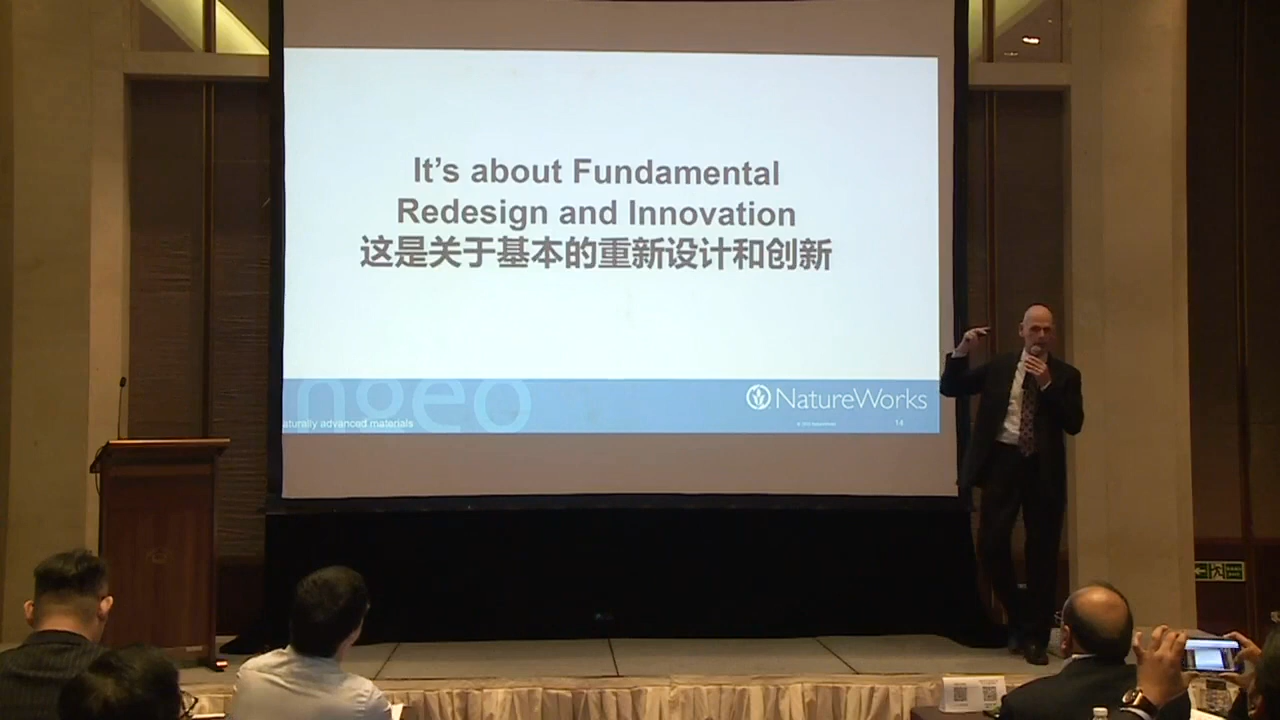 It's about Fundamental
Redesign and Innovation
这是关于基本的重新设计和创新
ngeo
NatureWorks
aturally advanced materials
14